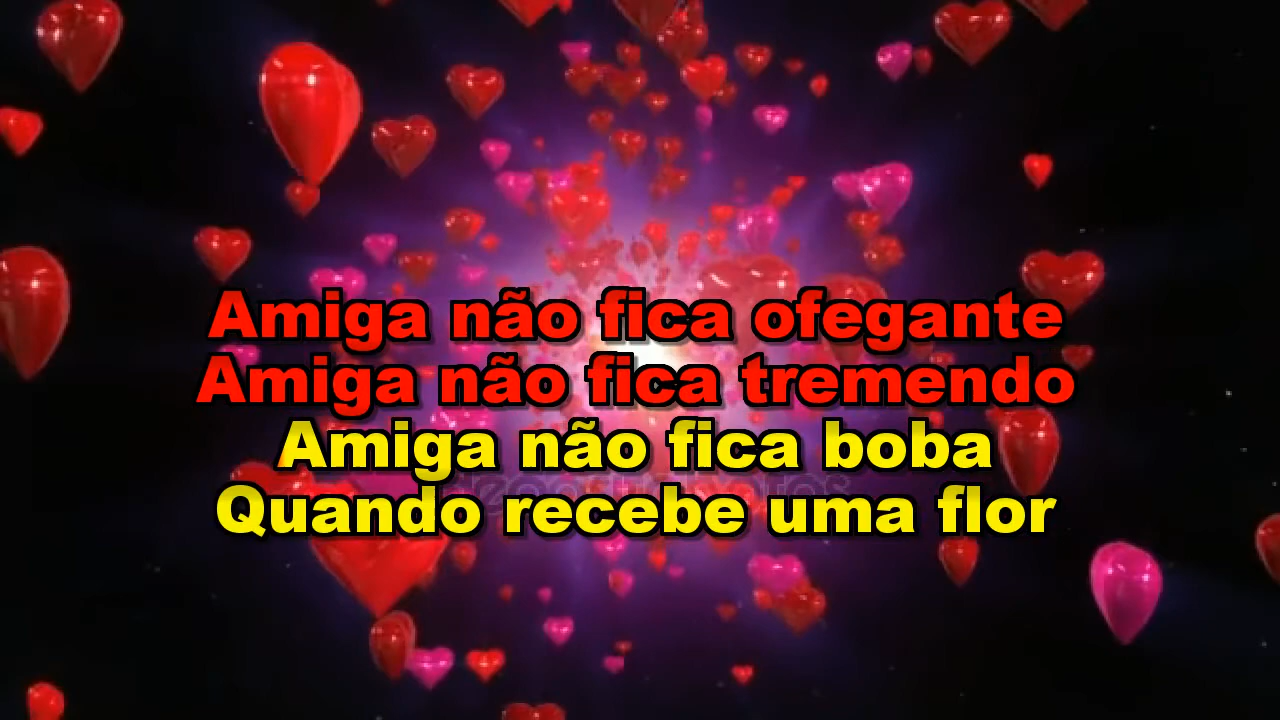 Amiga não fica ofegante
Amiga não fica tremendo
Amiga não fica boba
Quando recebe uma flor